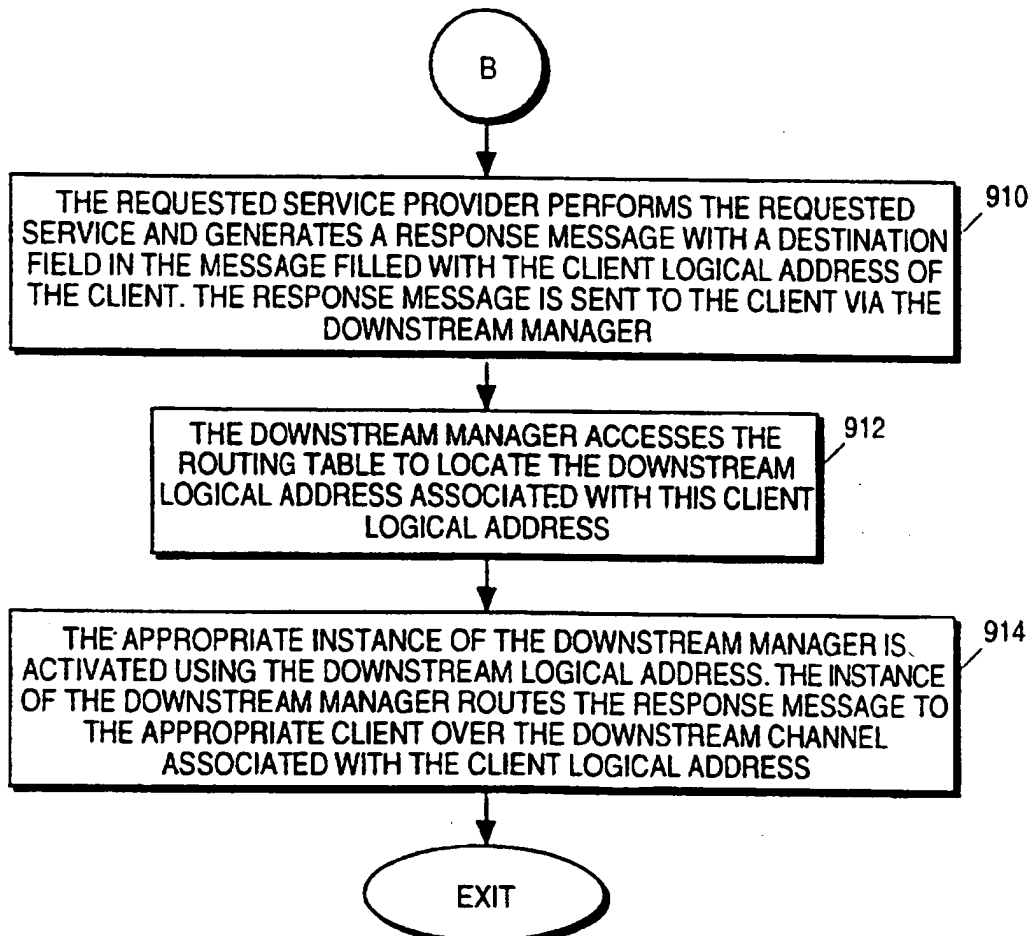 B
THE REQUESTED SERVICE PROVIDER PERFORMS THE REQUESTED
SERVICE AND GENERATES A RESPONSE MESSAGE WITH A DESTINATION
FIELD IN THE MESSAGE FILLED WITH THE CLIENT LOGICAL ADDRESS OF
THE CLIENT. THE RESPONSE MESSAGE IS SENT TO THE CLIENT VIA THE
DOWNSTREAM MANAGER
910
THE DOWNSTREAM MANAGER ACCESSES THE
ROUTING TABLE TO LOCATE THE DOWNSTREAM
LOGICAL ADDRESS ASSOCIATED WITH THIS CLIENT
LOGICAL ADDRESS
912
THE APPROPRIATE INSTANCE OF THE DOWNSTREAM MANAGER IS
ACTIVATED USING THE DOWNSTREAM LOGICAL ADDRESS. THE INSTANCE
OF THE DOWNSTREAM MANAGER ROUTES THE RESPONSE MESSAGE TO
THE APPROPRIATE CLIENT OVER THE DOWNSTREAM CHANNEL
ASSOCIATED WITH THE CLIENT LOGICAL ADDRESS
914
EXIT